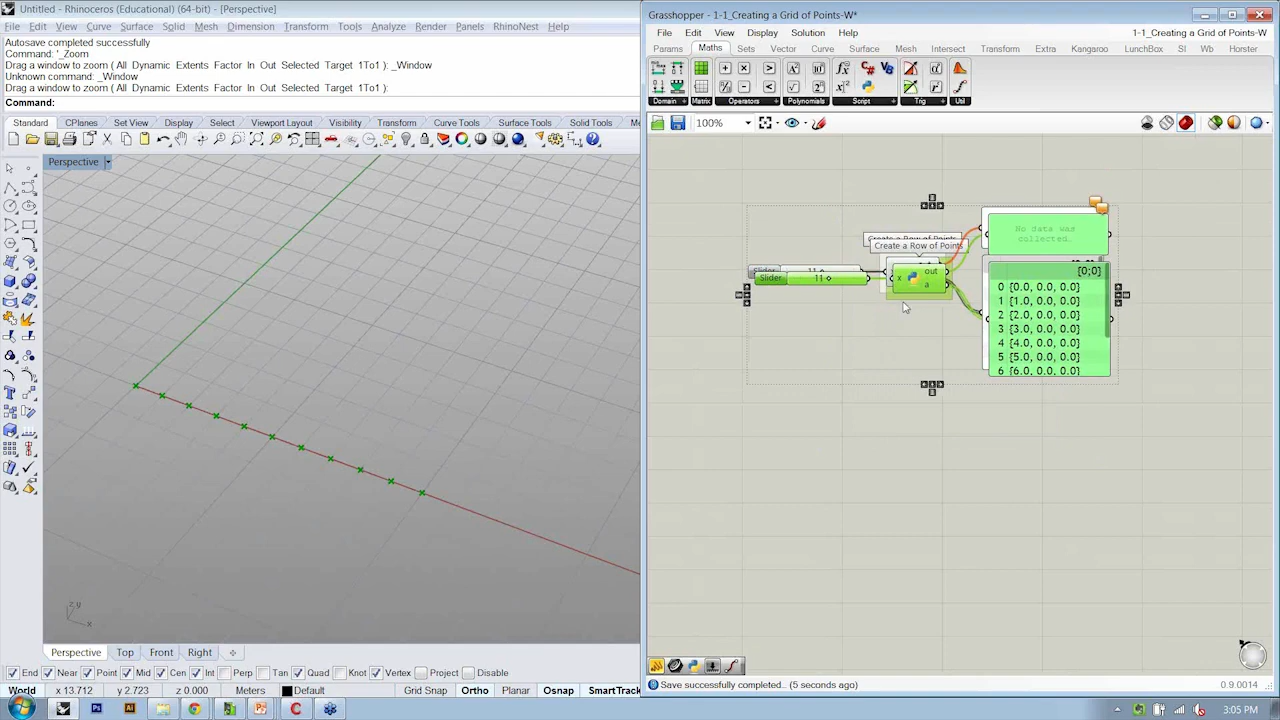 Untitled - Rhinoceros (Educational) (64-bit) - [Perspective]
File Edit View Curve Surface Solid Mesh Dimension Transform Tools Analyze Render Panels RhinoNest Help
Autosave completed successfully
Command: '_Zoom
Drag a window to zoom ( All Dynamic Extents Factor In Out Selected Target 1To1 ): _Window
Unknown command: _Window
Drag a window to zoom ( All Dynamic Extents Factor In Out Selected Target 1To1 ):
Command:
Standard CPlanes Set View Display Select Viewport Layout Visibility Transform Curve Tools Surface Tools Solid Tools
Perspective
z y
x
Perspective Top Front Right
End Near Point Mid Cen Int Perp Tan Quad Knot Vertex Project Disable
World x 13.712 y 2.723 z 0.000 Meters Default Grid Snap Ortho Planar Osnap SmartTrack
Grasshopper - 1-1_Creating a Grid of Points-W*
File Edit View Display Solution Help 1-1_Creating a Grid of Points-W
Params Maths Sets Vector Curve Surface Mesh Intersect Transform Extra Kangaroo LunchBox SI Wb Horster
Domain Matrix Operators Polynomials Script Trig Util
100%
Create a Row of Points
Slider 11
x out
a
No data was
collected.
[0;0]
0 [0.0, 0.0, 0.0]
1 [1.0, 0.0, 0.0]
2 [2.0, 0.0, 0.0]
3 [3.0, 0.0, 0.0]
4 [4.0, 0.0, 0.0]
5 [5.0, 0.0, 0.0]
6 [6.0, 0.0, 0.0]
Save successfully completed... (5 seconds ago) 0.9.0014
3:05 PM